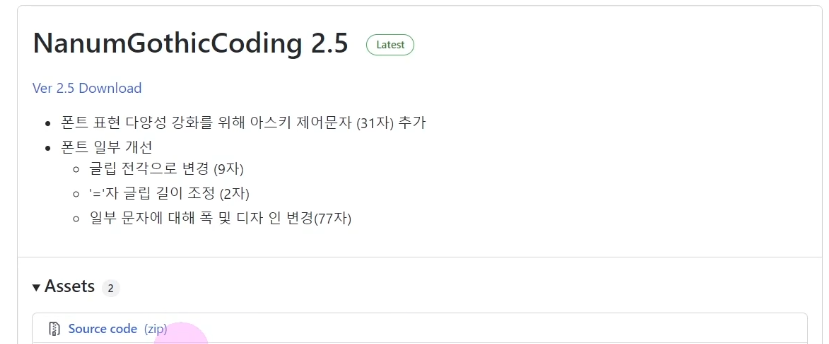 NanumGothicCoding 2.5 Latest
Ver 2.5 Download
• 폰트 표현 다양성 강화를 위해 아스키 제어문자 (31자) 추가
• 폰트 일부 개선
◦ 글립 전각으로 변경 (9자)
◦ '='자 글립 길이 조정 (2자)
◦ 일부 문자에 대해 폭 및 디자 인 변경(77자)
▾ Assets 2
Source code (zip)